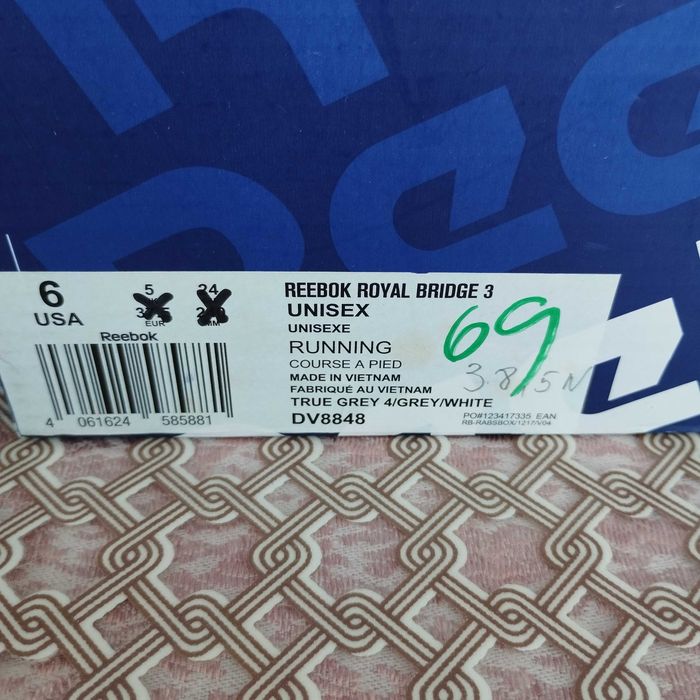 6
USA
5
24
EUR
MM
Reebok
4 061624 585881
REEBOK ROYAL BRIDGE 3
UNISEX
UNISEXE
RUNNING
COURSE A PIED
MADE IN VIETNAM
FABRIQUÉ AU VIETNAM
TRUE GREY 4/GREY/WHITE
DV8848
69
PO#123417335 EAN
RB-RABSBOX/1217/V04